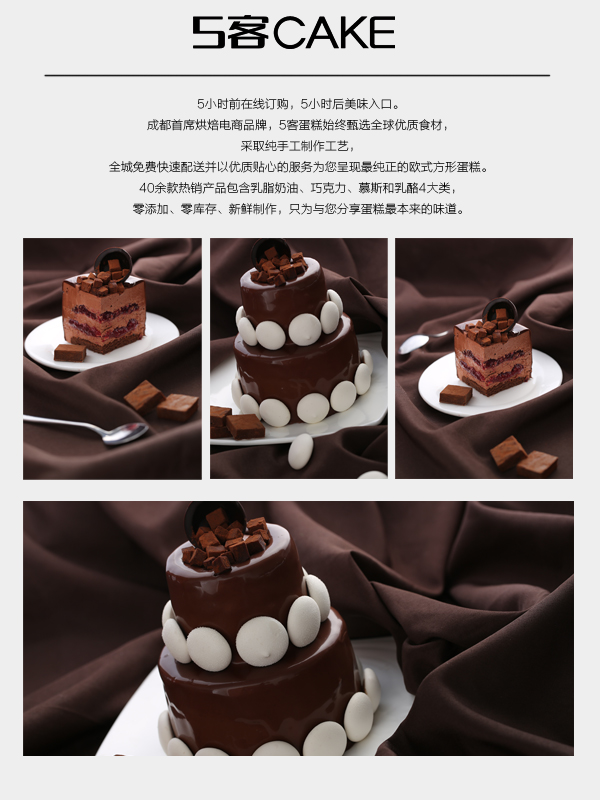 5客CAKE
5小时前在线订购，5小时后美味入口。
成都首席烘焙电商品牌，5客蛋糕始终甄选全球优质食材，
采取纯手工制作工艺，
全城免费快速配送并以优质贴心的服务为您呈现最纯正的欧式方形蛋糕。
40余款热销产品包含乳脂奶油、巧克力、慕斯和乳酪4大类，
零添加、零库存、新鲜制作，只为与您分享蛋糕最本来的味道。